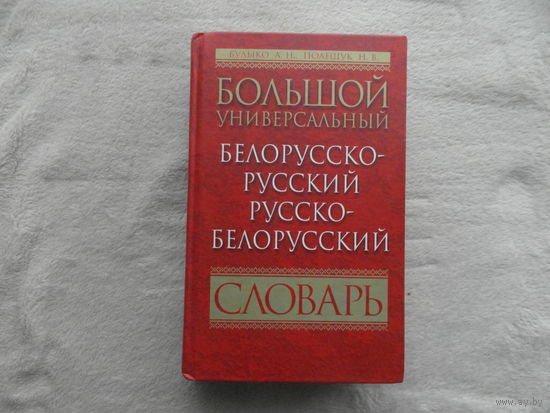 БУЛЫКО А. Н., ПОЛЕЩУК Н. В.
БОЛЬШОЙ
УНИВЕРСАЛЬНЫЙ
БЕЛОРУССКО-
РУССКИЙ
РУССКО-
БЕЛОРУССКИЙ
СЛОВАРЬ
www.ay.by